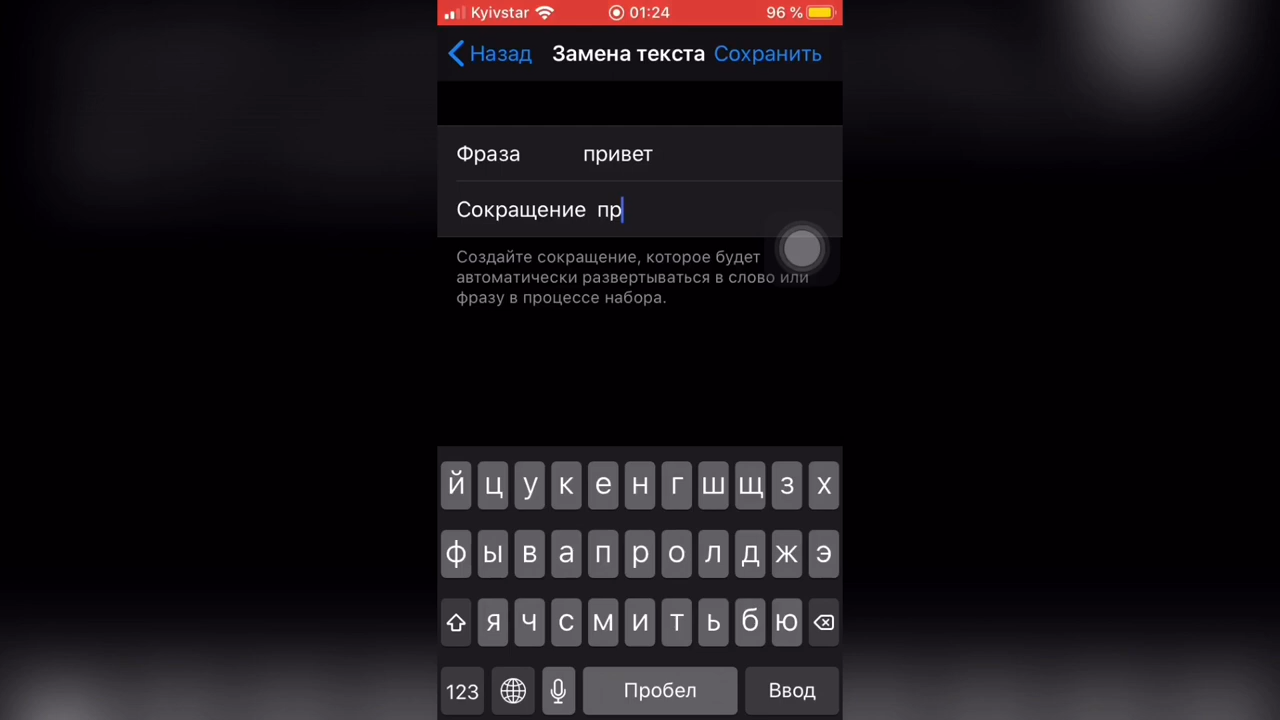 Kyivstar 01:24 96 %
Назад Замена текста Сохранить
Фраза привет
Сокращение пр
Создайте сокращение, которое будет
автоматически развертываться в слово или
фразу в процессе набора.
й ц у к е н г ш щ з х
ф ы в а п р о л д ж э
я ч с м и т ь б ю
123 Пробел Ввод